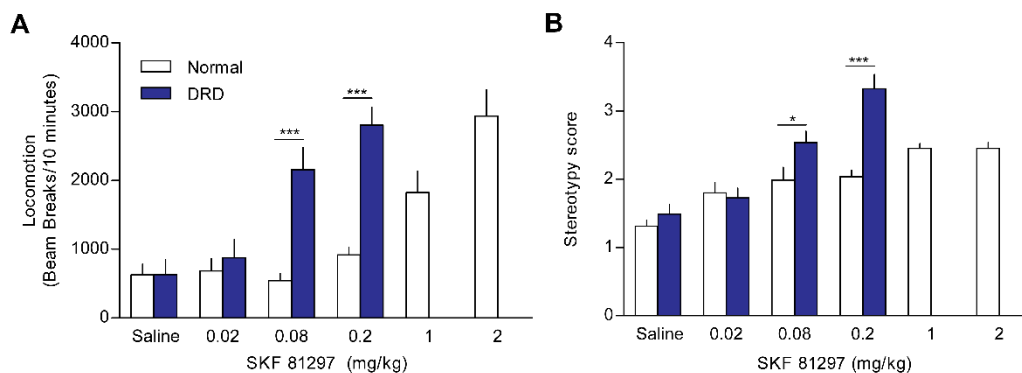 A
4000
3000
2000
1000
0
Locomotion
(Beam Breaks/10 minutes)
Normal
DRD
***
***
Saline 0.02 0.08 0.2 1 2
SKF 81297 (mg/kg)
B
4
3
2
1
0
Stereotypy score
*
***
Saline 0.02 0.08 0.2 1 2
SKF 81297 (mg/kg)